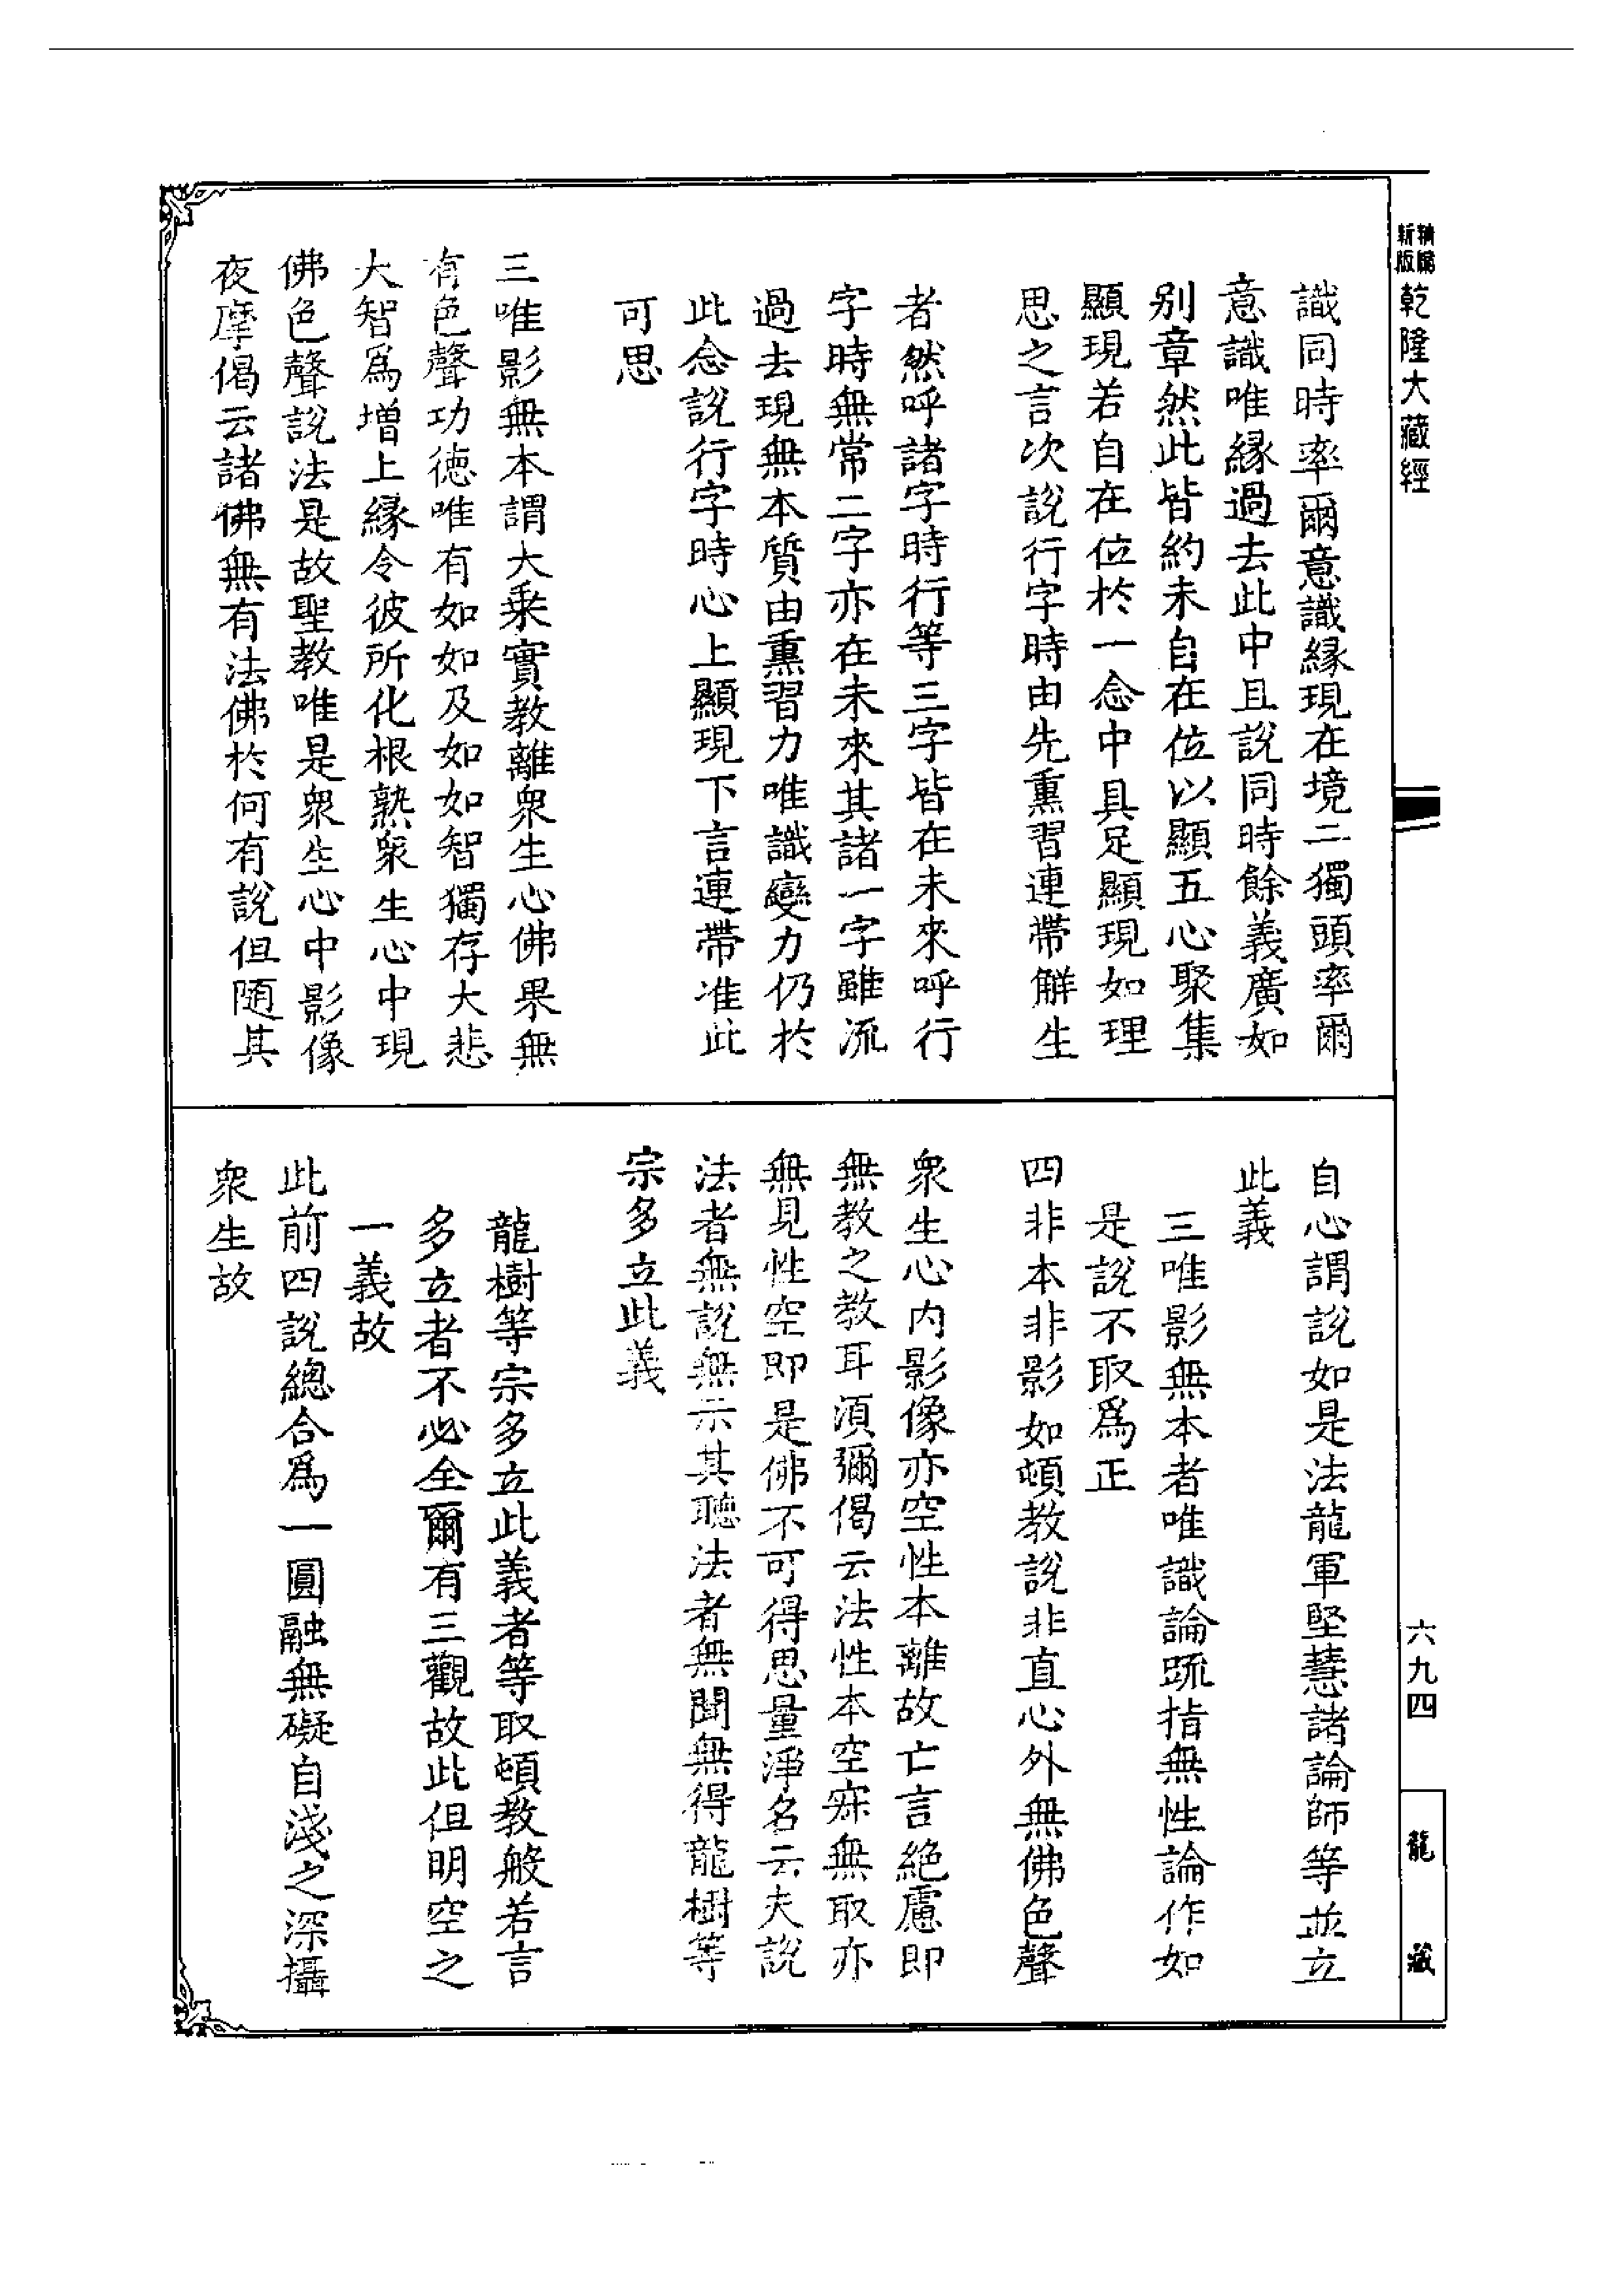 精縮新版乾隆大藏經
識同時率爾意識縁現在境二獨頭率爾
意識唯縁過去此中且說同時餘義廣如
别章然此皆約未自在位以顯五心聚集
顯現若自在位於一念中具足顯現如理
思之言次說行字時由先熏習連帶解生
者然呼諸字時行等三字皆在未來呼行
字時無常二字亦在未來其諸一字雖流
過去現無本質由熏習力唯識變力仍於
此念說行字時心上顯現下言連帶准此
可思
三唯影無本謂大乘實教離衆生心佛果無
有色聲功德唯有如如及如如智獨存大悲
大智爲增上縁令彼所化根熟衆生心中現
佛色聲說法是故聖教唯是衆生心中影像
夜摩偈云諸佛無有法佛於何有說但隨其
自心謂說如是法龍軍堅慧諸論師等並立
此義
三唯影無本者唯識論疏指無性論作如
是說不取爲正
四非本非影如頓教說非直心外無佛色聲
衆生心内影像亦空性本離故亡言絶慮即
無教之教耳須彌偈云法性本空寂無取亦
無見性空即是佛不可得思量淨名云夫說
法者無說無示其聽法者無聞無得龍樹等
宗多立此義
龍樹等宗多立此義者等取頓教般若言
多立者不必全爾有三觀故此但明空之
一義故
此前四說總合爲一圓融無礙自淺之深攝
衆生故
六九四
龍藏